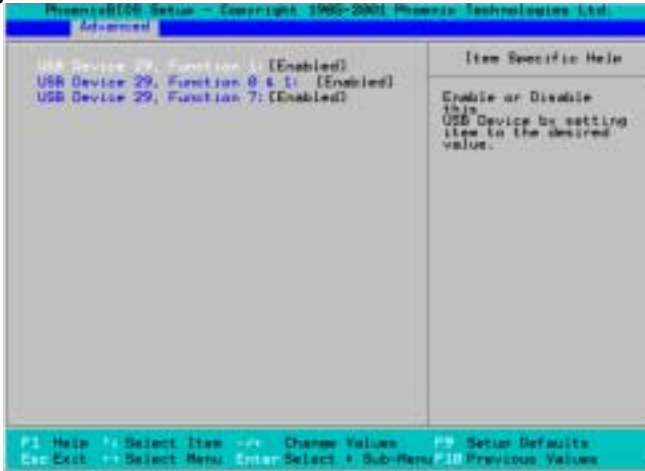 PhoenixBIOS Setup - Copyright 1985-2001 Phoenix Technologies Ltd.
Advanced
USB Device 29, Function 1: [Enabled]
USB Device 29, Function 0 & 1: [Enabled]
USB Device 29, Function 7: [Enabled]
Item Specific Help
Enable or Disable
this
USB Device by setting
item to the desired
value.
F1 Help Select Item -/+ Change Values F9 Setup Defaults
Esc Exit Select Menu Enter Select Sub-Menu F10 Previous Values